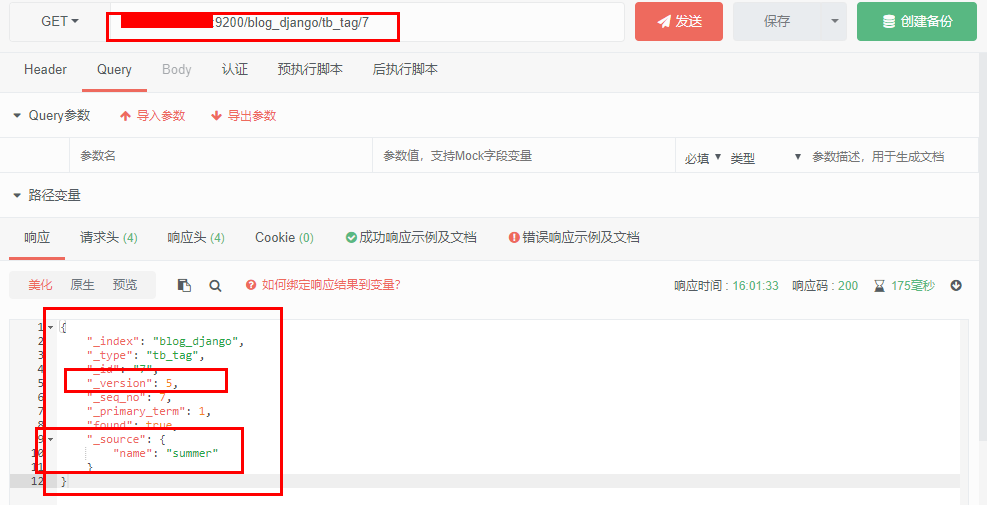 GET :9200/blog_django/tb_tag/7 发送 保存 创建备份
Header Query Body 认证 预执行脚本 后执行脚本
Query参数 导入参数 导出参数
参数名 参数值，支持Mock字段变量 必填 类型 参数描述，用于生成文档
路径变量
响应 请求头 (4) 响应头 (4) Cookie (0) 成功响应示例及文档 错误响应示例及文档
美化 原生 预览 如何绑定响应结果到变量? 响应时间 : 16:01:33 响应码 : 200 175毫秒
1 {
2 "_index": "blog_django",
3 "_type": "tb_tag",
4 "_id": "7",
5 "_version": 5,
6 "_seq_no": 7,
7 "_primary_term": 1,
8 "found": true,
9 "_source": {
10 "name": "summer"
11 }
12 }